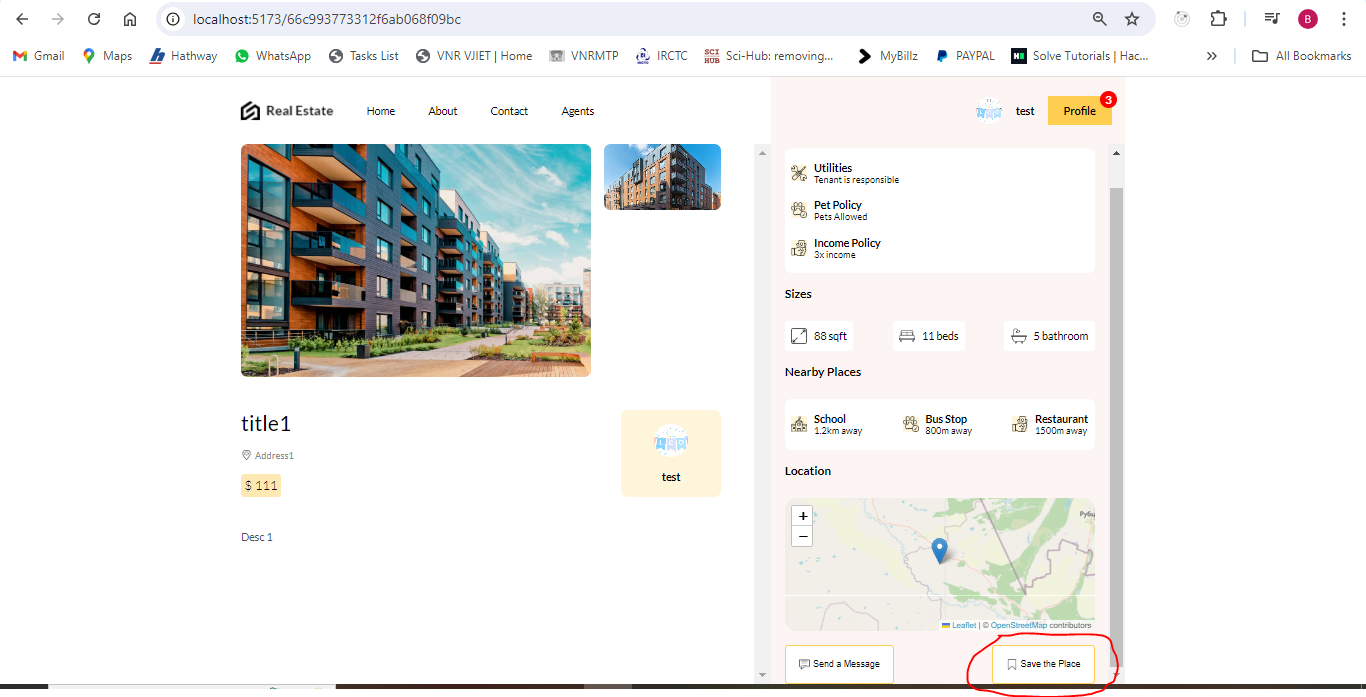 localhost:5173/66c993773312f6ab068f09bc
B
Gmail Maps Hathway WhatsApp Tasks List VNR VJIET | Home VNRMTP IRCTC SCI HUB Sci-Hub: removing... MyBillz PAYPAL Solve Tutorials | Hac... » All Bookmarks
Real Estate Home About Contact Agents
test Profile 3
Utilities
Tenant is responsible
Pet Policy
Pets Allowed
Income Policy
3x income
Sizes
88 sqft 11 beds 5 bathroom
Nearby Places
School Bus Stop Restaurant
1.2km away 800m away 1500m away
title1
Address1
$ 111
test
Desc 1
Location
+
−
Leaflet | © OpenStreetMap contributors
Send a Message Save the Place